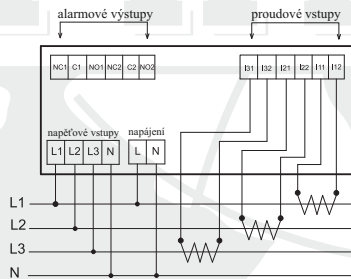 alarmové výstupy proudové vstupy
NC1 C1 NO1 NC2 C2 NO2 I31 I32 I21 I22 I11 I12
napěťové vstupy napájení
L1 L2 L3 N L N
L1
L2
L3
N